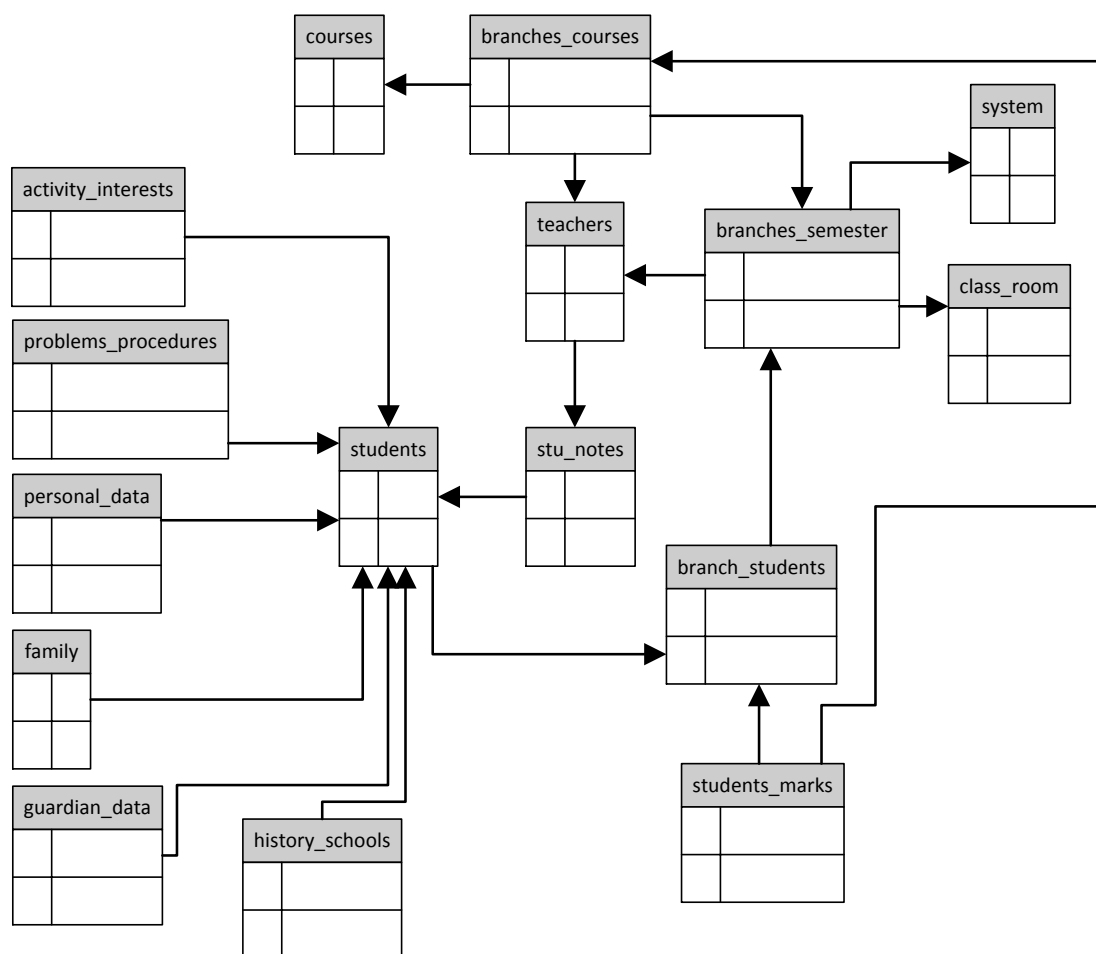 courses
branches_courses
system
activity_interests
teachers
branches_semester
class_room
problems_procedures
students
stu_notes
personal_data
branch_students
family
students_marks
guardian_data
history_schools